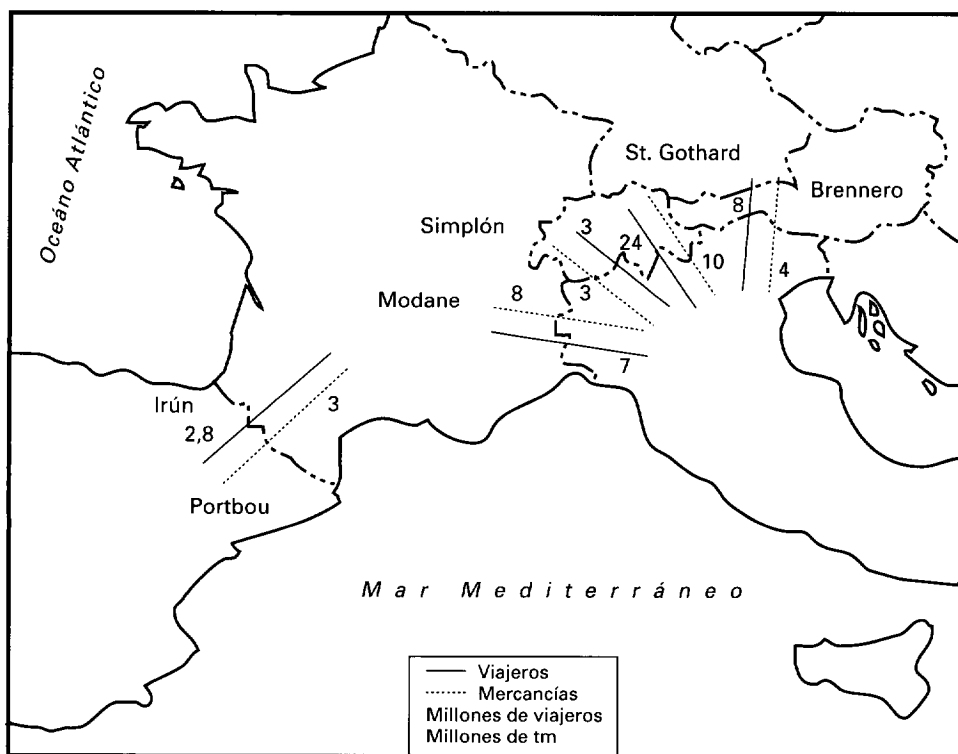 Oceáno Atlántico
St. Gothard
Brennero
Simplón
Modane
8
3
24
10
4
8
3
7
Irún
2,8
3
Portbou
Mar Mediterráneo
Viajeros
Mercancías
Millones de viajeros
Millones de tm